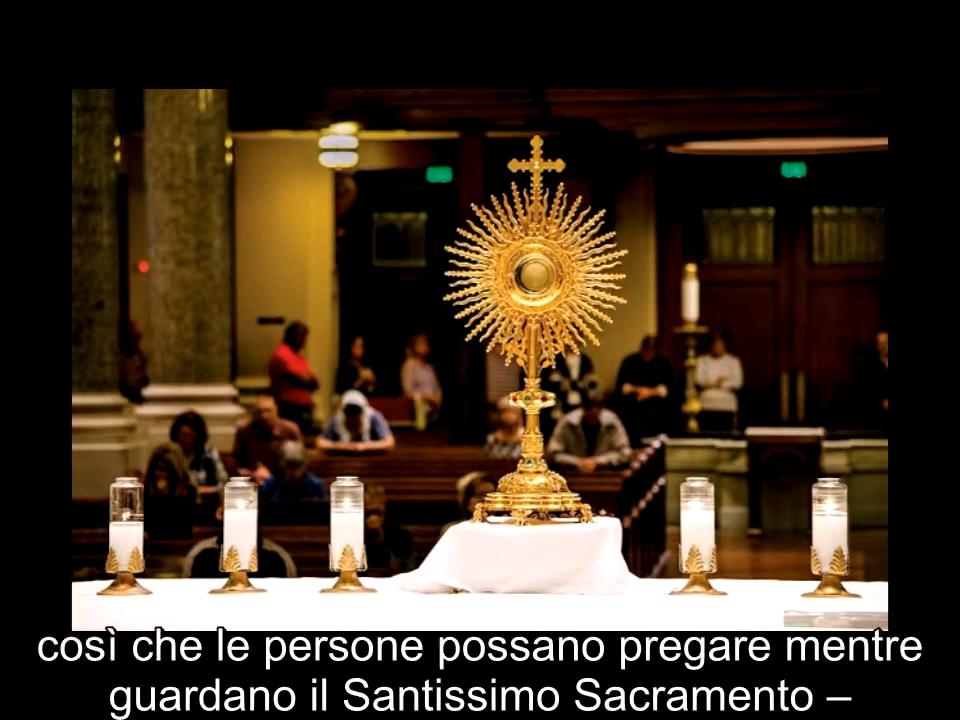 così che le persone possano pregare mentre
guardano il Santissimo Sacramento –